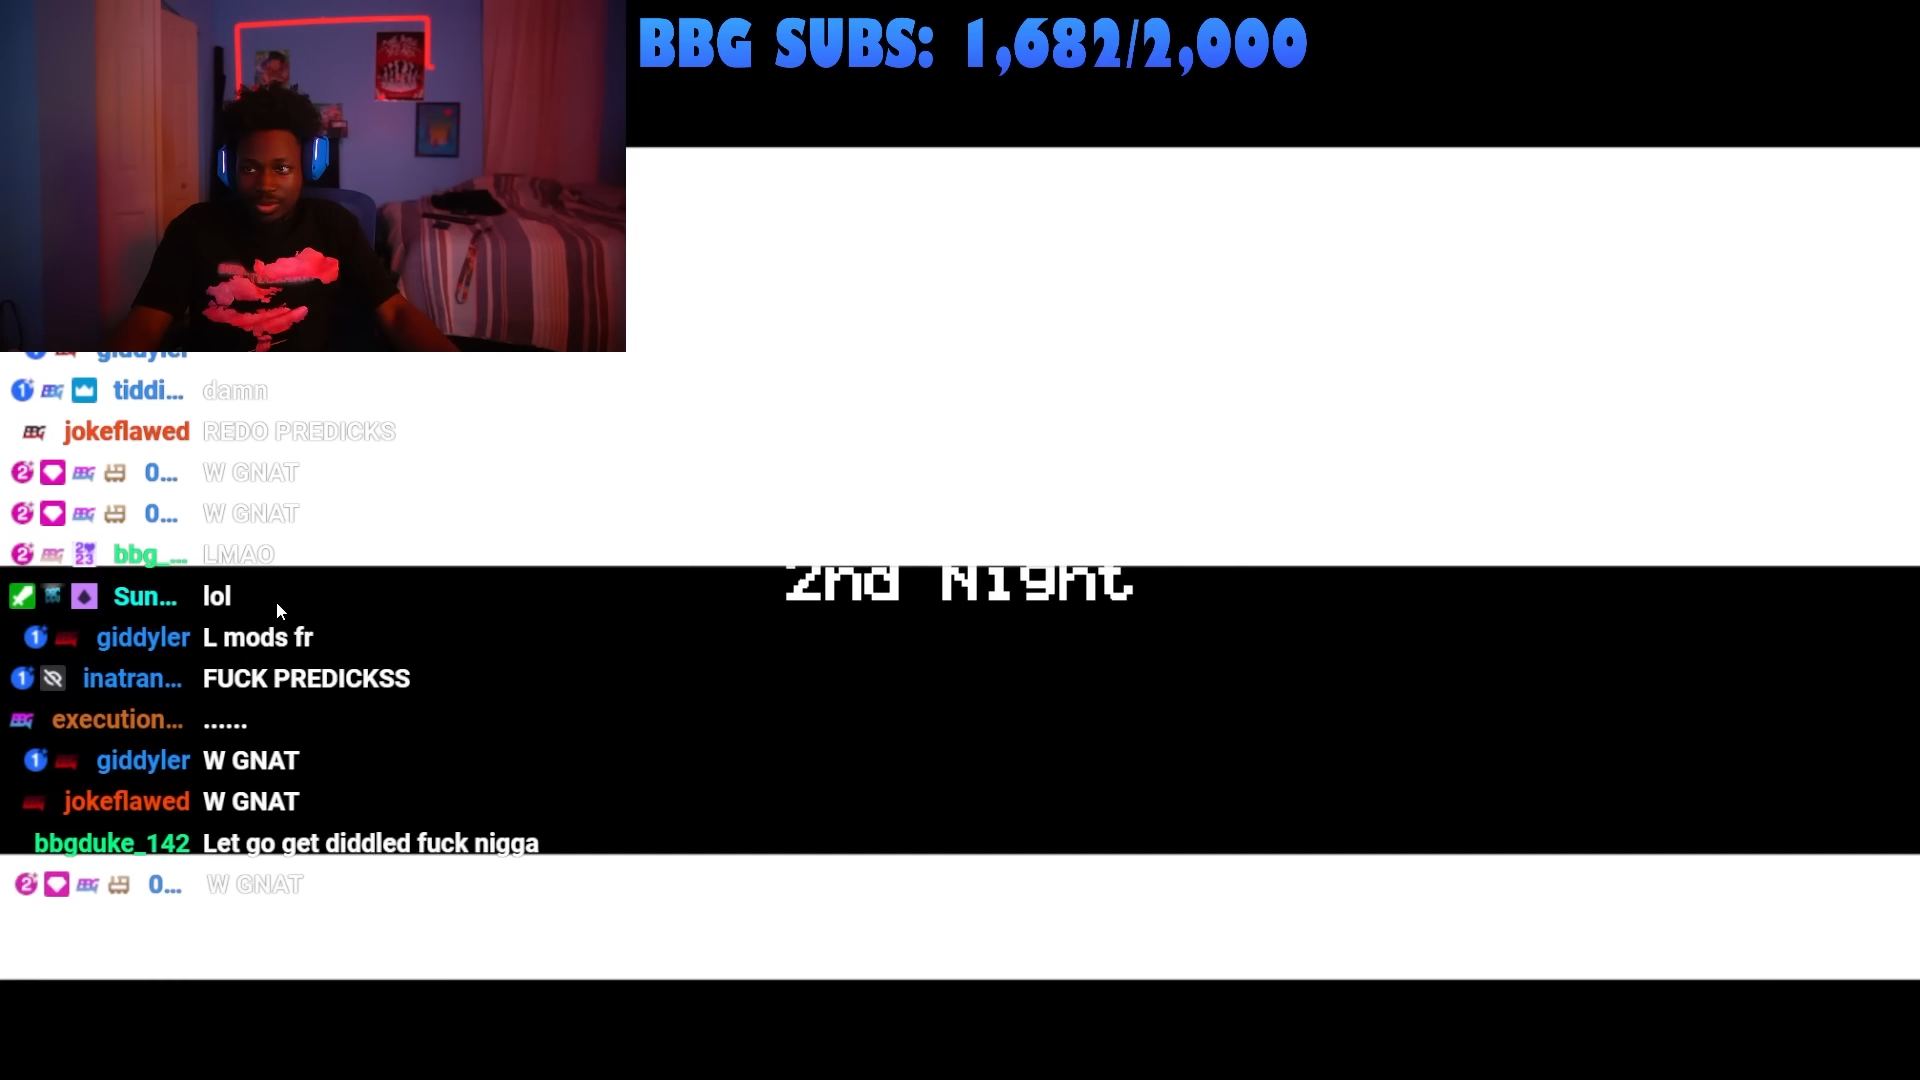 BBG SUBS: 1,682/2,000
giddyler
tiddi... damn
jokeflawed REDO PREDICKS
0... W GNAT
0... W GNAT
bbg_... LMAO
2nd Night
Sun... lol
giddyler L mods fr
inatran... FUCK PREDICKSS
execution... ......
giddyler W GNAT
jokeflawed W GNAT
bbgduke_142 Let go get diddled fuck nigga
0... W GNAT